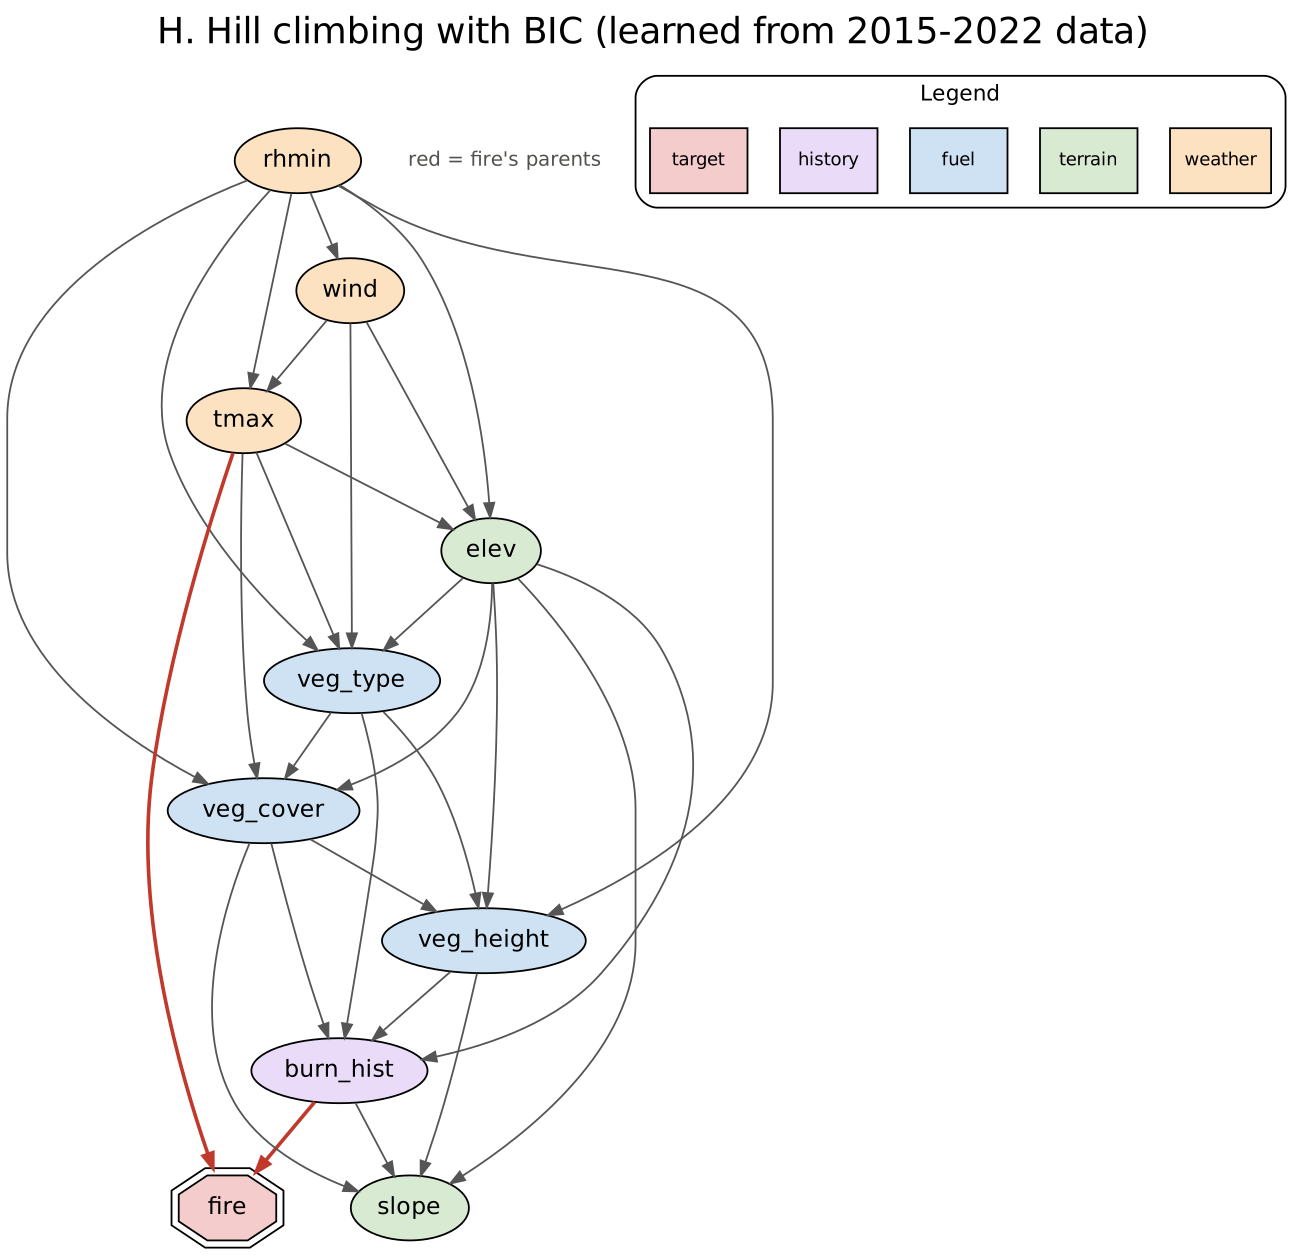 H. Hill climbing with BIC (learned from 2015-2022 data)
Legend
rhmin
red = fire's parents
target
history
fuel
terrain
weather
wind
tmax
elev
veg_type
veg_cover
veg_height
burn_hist
fire
slope